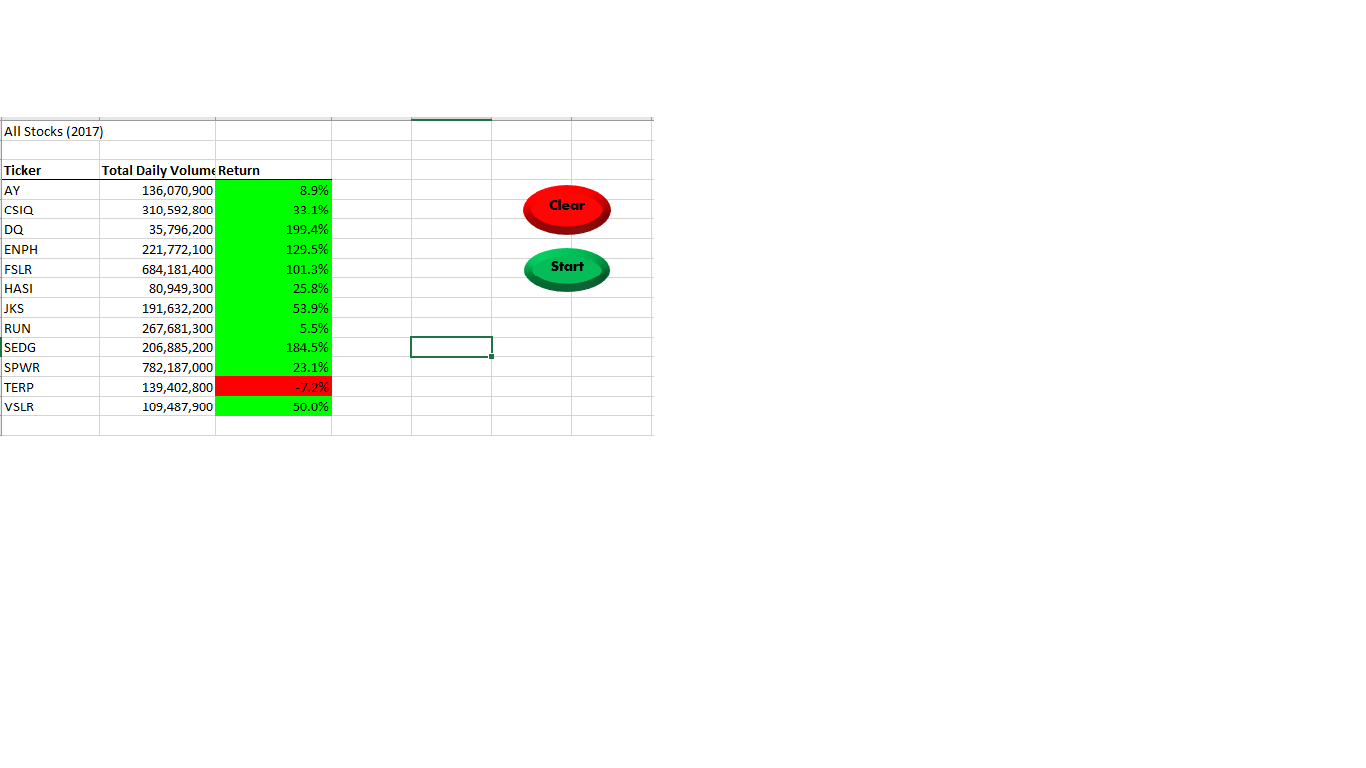 All Stocks (2017)
Ticker Total Daily Volume Return
AY 136,070,900 8.9%
CSIQ 310,592,800 33.1%
DQ 35,796,200 199.4%
ENPH 221,772,100 129.5%
FSLR 684,181,400 101.3%
HASI 80,949,300 25.8%
JKS 191,632,200 53.9%
RUN 267,681,300 5.5%
SEDG 206,885,200 184.5%
SPWR 782,187,000 23.1%
TERP 139,402,800 -7.2%
VSLR 109,487,900 50.0%
Clear
Start